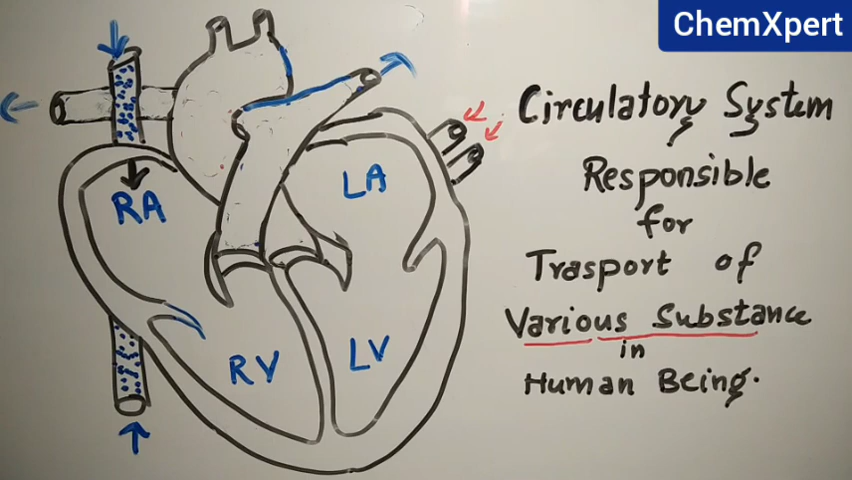 ChemXpert
Circulatory System
Responsible
for
Trasport of
Various Substance
in
Human Being.
RA
LA
RV
LV